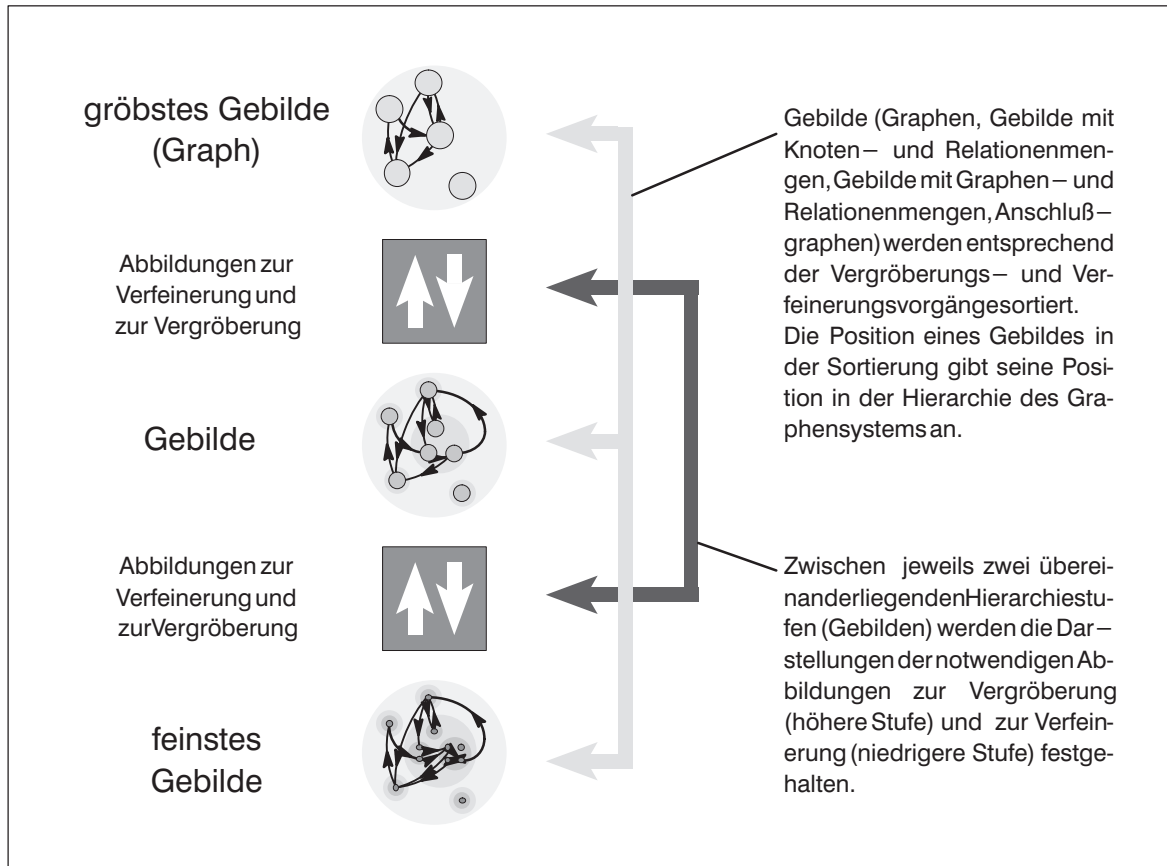 gröbstes Gebilde
(Graph)
Abbildungen zur
Verfeinerung und
zur Vergröberung
Gebilde
Abbildungen zur
Verfeinerung und
zurVergröberung
feinstes
Gebilde
Gebilde (Graphen, Gebilde mit
Knoten– und Relationenmen-
gen, Gebilde mit Graphen– und
Relationenmengen, Anschluß–
graphen) werden entsprechend
der Vergröberungs– und Ver-
feinerungsvorgängesortiert.
Die Position eines Gebildes in
der Sortierung gibt seine Posi-
tion in der Hierarchie des Gra-
phensystems an.
Zwischen jeweils zwei überei-
nanderliegendenHierarchiestu-
fen (Gebilden) werden die Dar–
stellungen der notwendigen Ab-
bildungen zur Vergröberung
(höhere Stufe) und zur Verfein-
erung (niedrigere Stufe) festge-
halten.